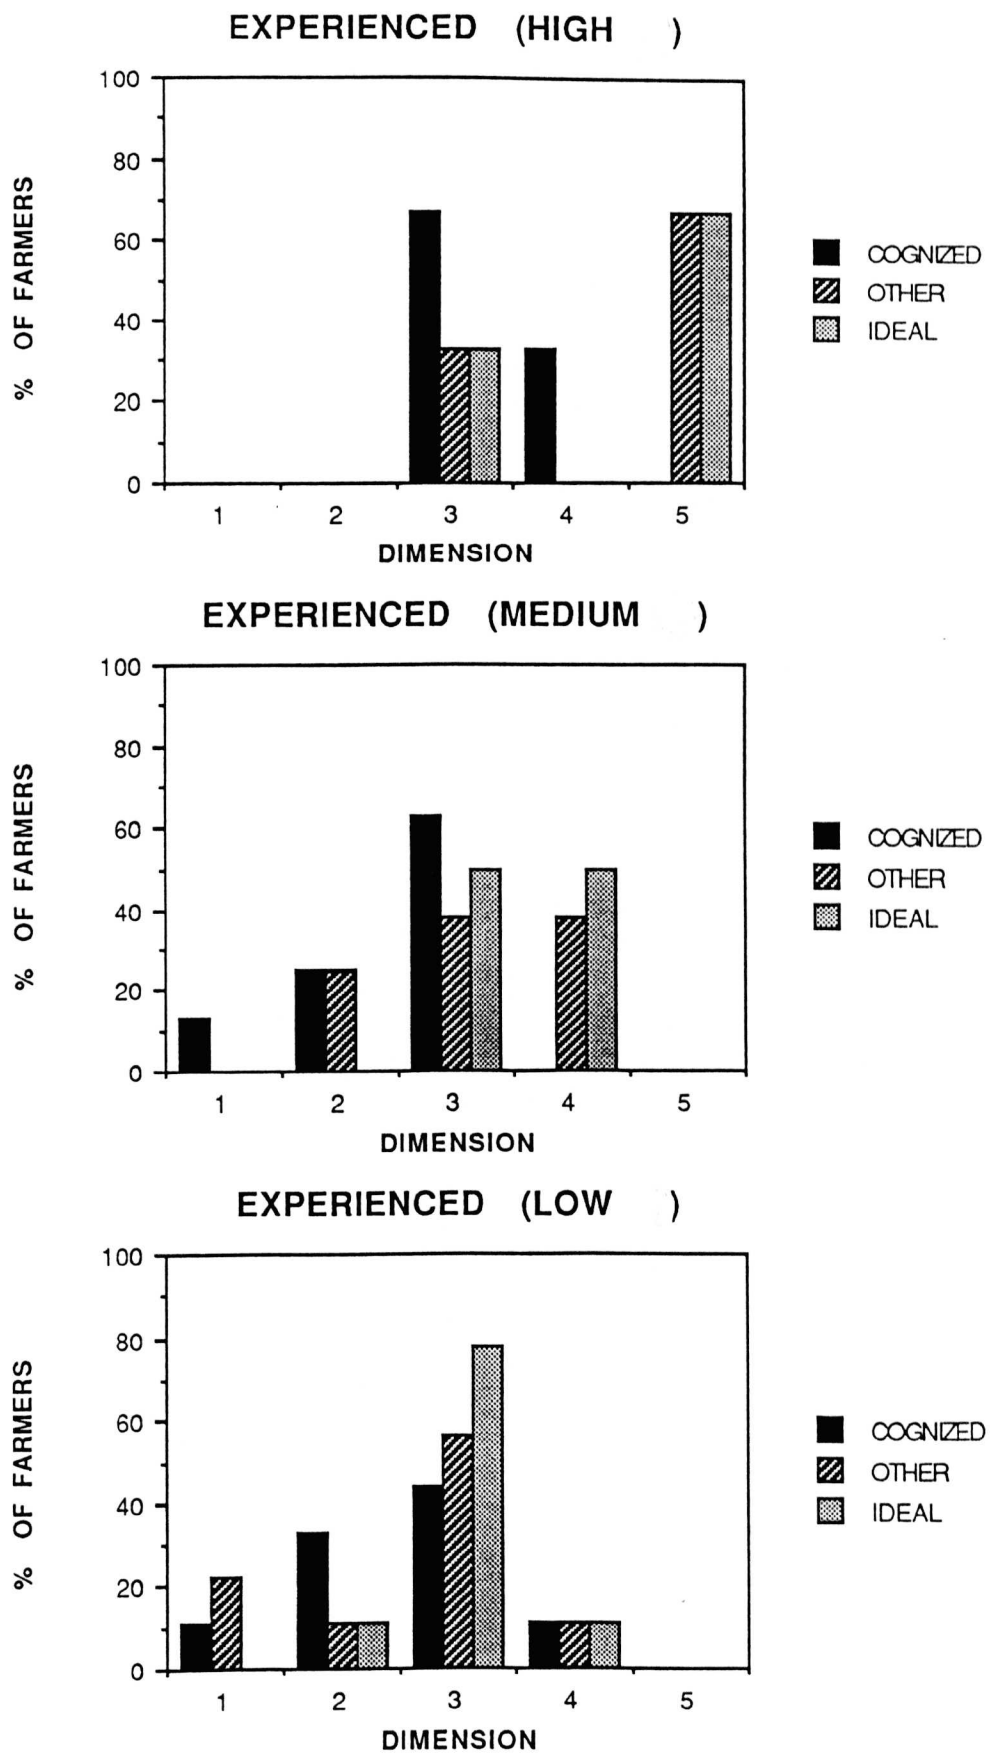 EXPERIENCED (HIGH )
100
80
60
40
20
0
% OF FARMERS
1 2 3 4 5
DIMENSION
COGNIZED
OTHER
IDEAL
EXPERIENCED (MEDIUM )
100
80
60
40
20
0
% OF FARMERS
1 2 3 4 5
DIMENSION
COGNIZED
OTHER
IDEAL
EXPERIENCED (LOW )
100
80
60
40
20
0
% OF FARMERS
1 2 3 4 5
DIMENSION
COGNIZED
OTHER
IDEAL